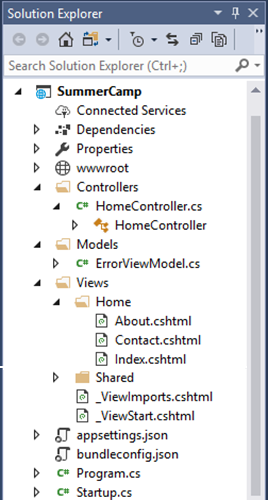 Solution Explorer
Search Solution Explorer (Ctrl+;)
SummerCamp
Connected Services
Dependencies
Properties
wwwroot
Controllers
C# HomeController.cs
HomeController
Models
C# ErrorViewModel.cs
Views
Home
About.cshtml
Contact.cshtml
Index.cshtml
Shared
_ViewImports.cshtml
_ViewStart.cshtml
appsettings.json
bundleconfig.json
C# Program.cs
C# Startup.cs